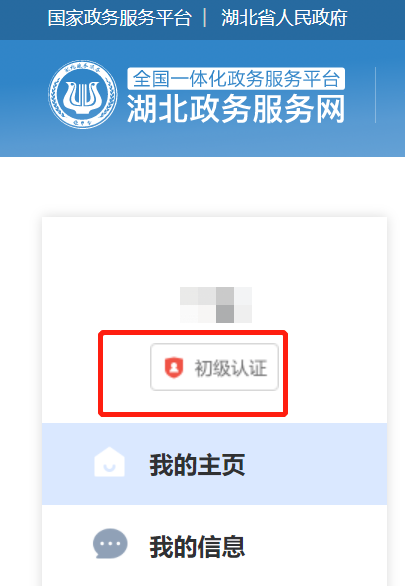 国家政务服务平台 | 湖北省人民政府
全国一体化政务服务平台
湖北政务服务网
初级认证
我的主页
我的信息